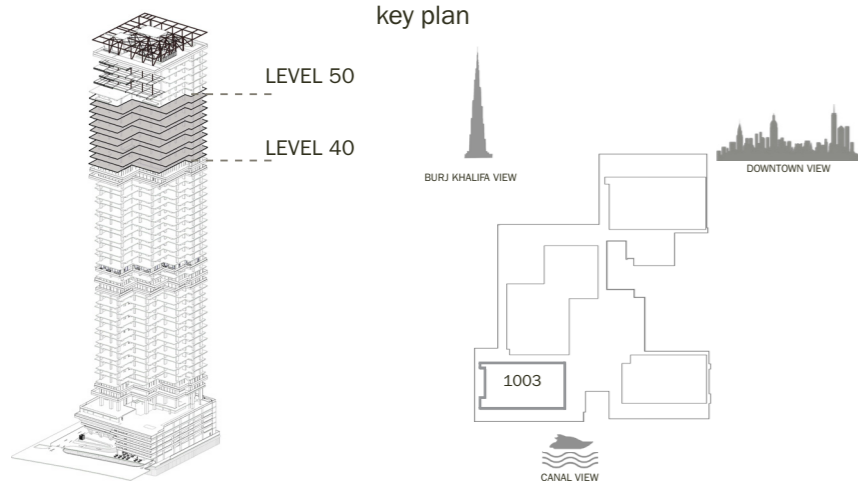 key plan
LEVEL 50
LEVEL 40
BURJ KHALIFA VIEW
DOWNTOWN VIEW
1003
CANAL VIEW